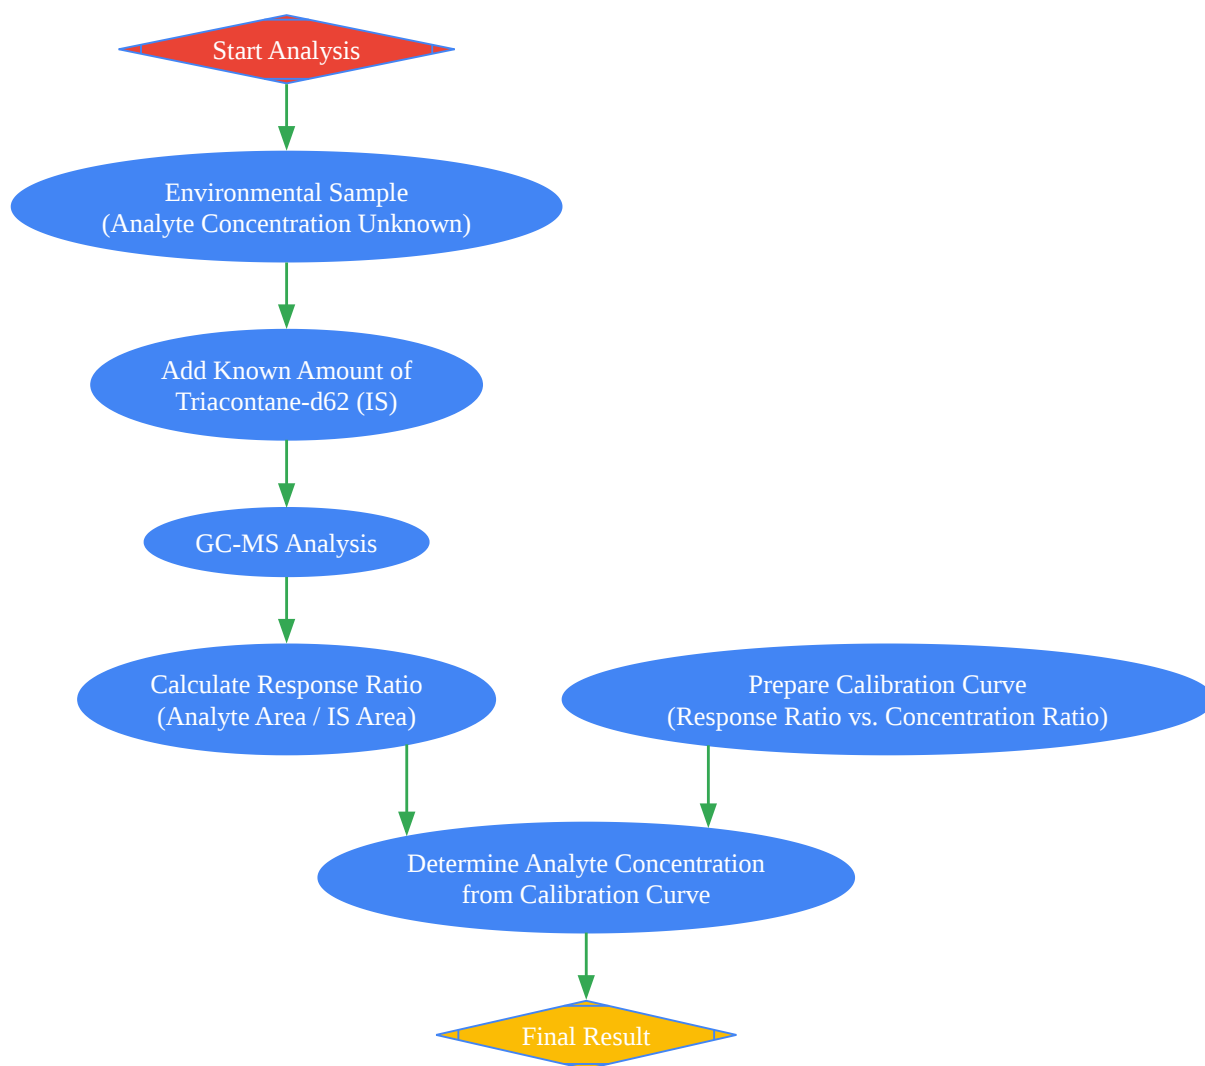 Start Analysis
Environmental Sample
(Analyte Concentration Unknown)
Add Known Amount of
Triacontane-d62 (IS)
GC-MS Analysis
Calculate Response Ratio
(Analyte Area / IS Area)
Prepare Calibration Curve
(Response Ratio vs. Concentration Ratio)
Determine Analyte Concentration
from Calibration Curve
Final Result